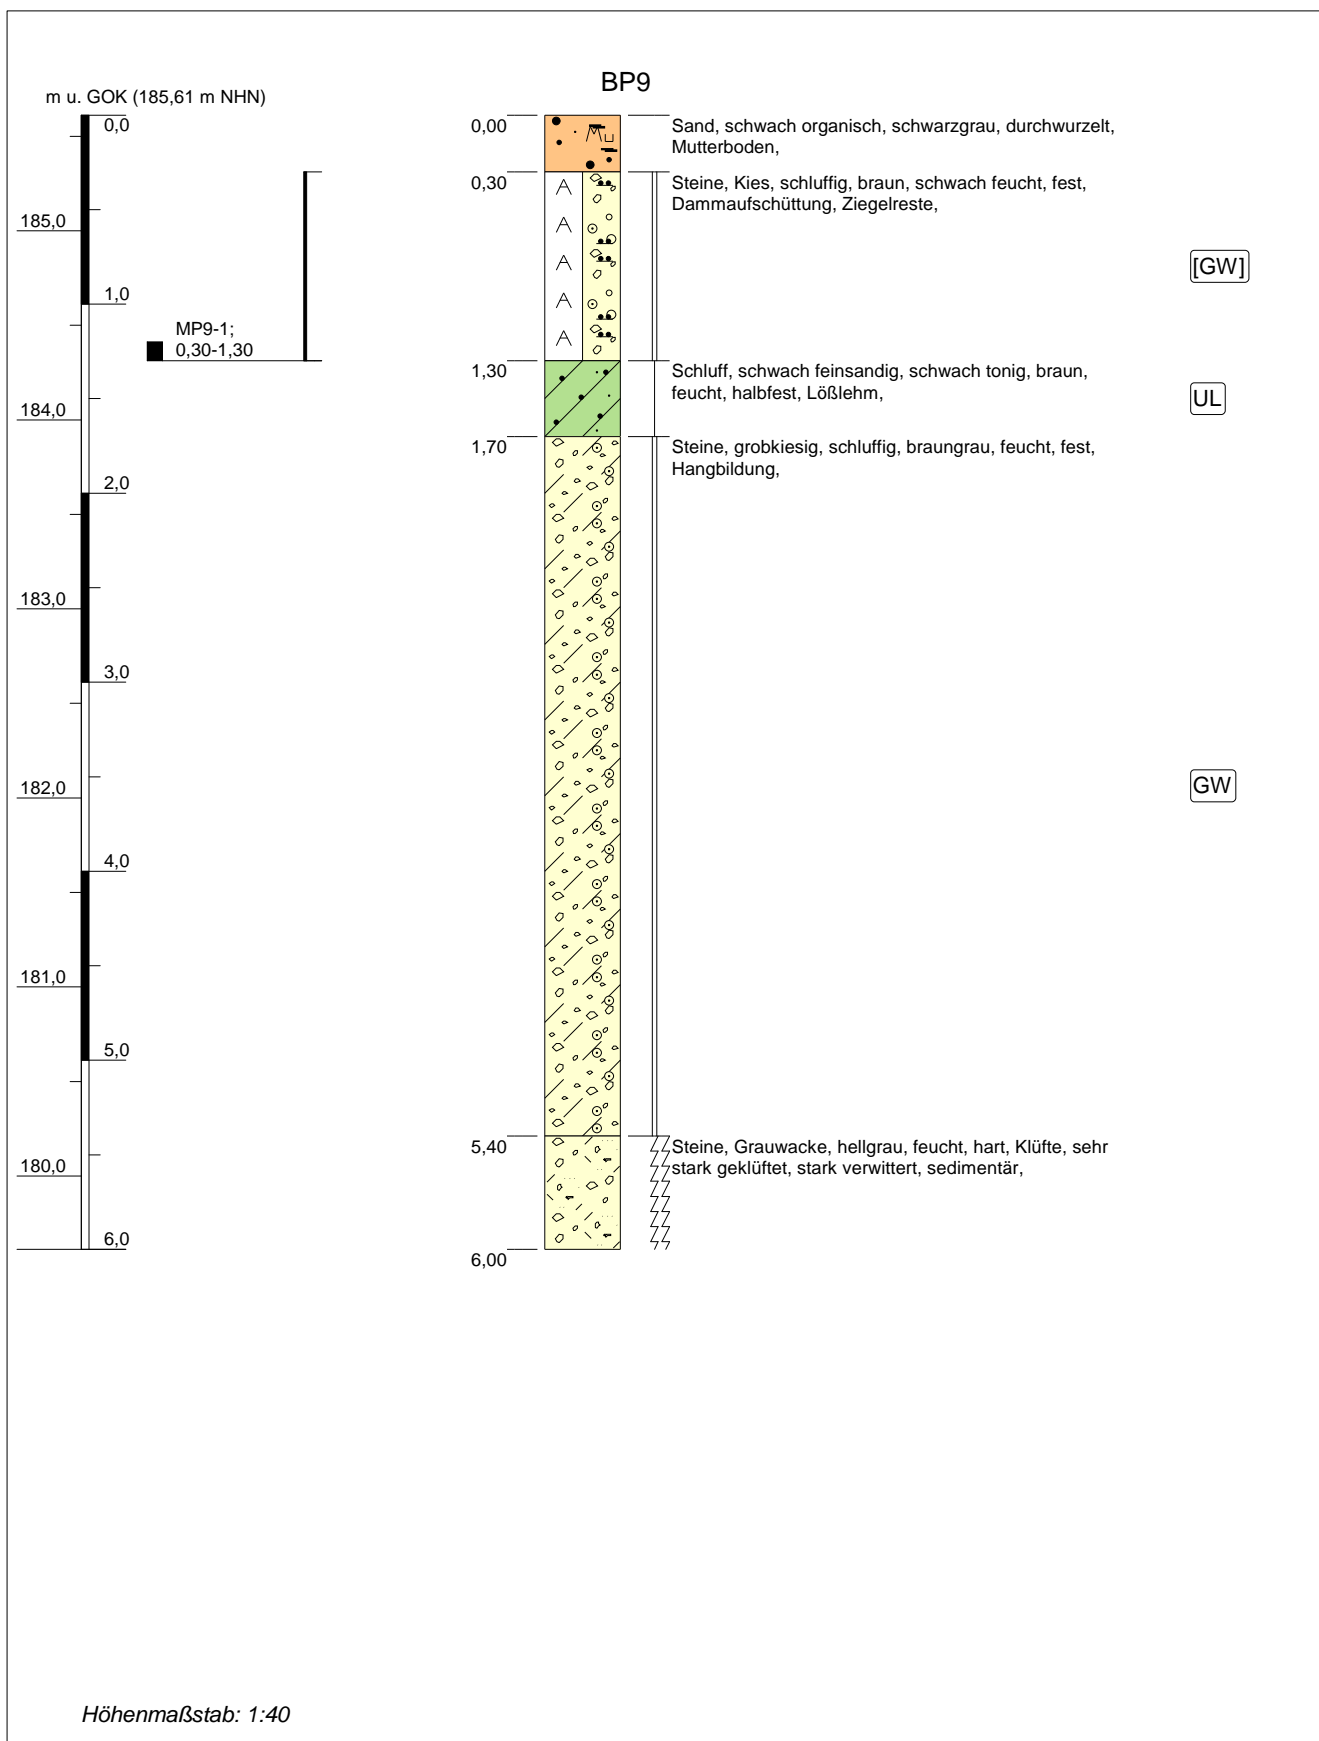 BP9
m u. GOK (185,61 m NHN)
0,0
0,00
Sand, schwach organisch, schwarzgrau, durchwurzelt,
Mutterboden,
0,30
Steine, Kies, schluffig, braun, schwach feucht, fest,
Dammaufschüttung, Ziegelreste,
185,0
[GW]
1,0
MP9-1;
0,30-1,30
1,30
Schluff, schwach feinsandig, schwach tonig, braun,
feucht, halbfest, Lößlehm,
UL
184,0
1,70
Steine, grobkiesig, schluffig, braungrau, feucht, fest,
Hangbildung,
2,0
183,0
3,0
182,0
GW
4,0
181,0
5,0
5,40
Steine, Grauwacke, hellgrau, feucht, hart, Klüfte, sehr
stark geklüftet, stark verwittert, sedimentär,
180,0
6,0
6,00
Höhenmaßstab: 1:40